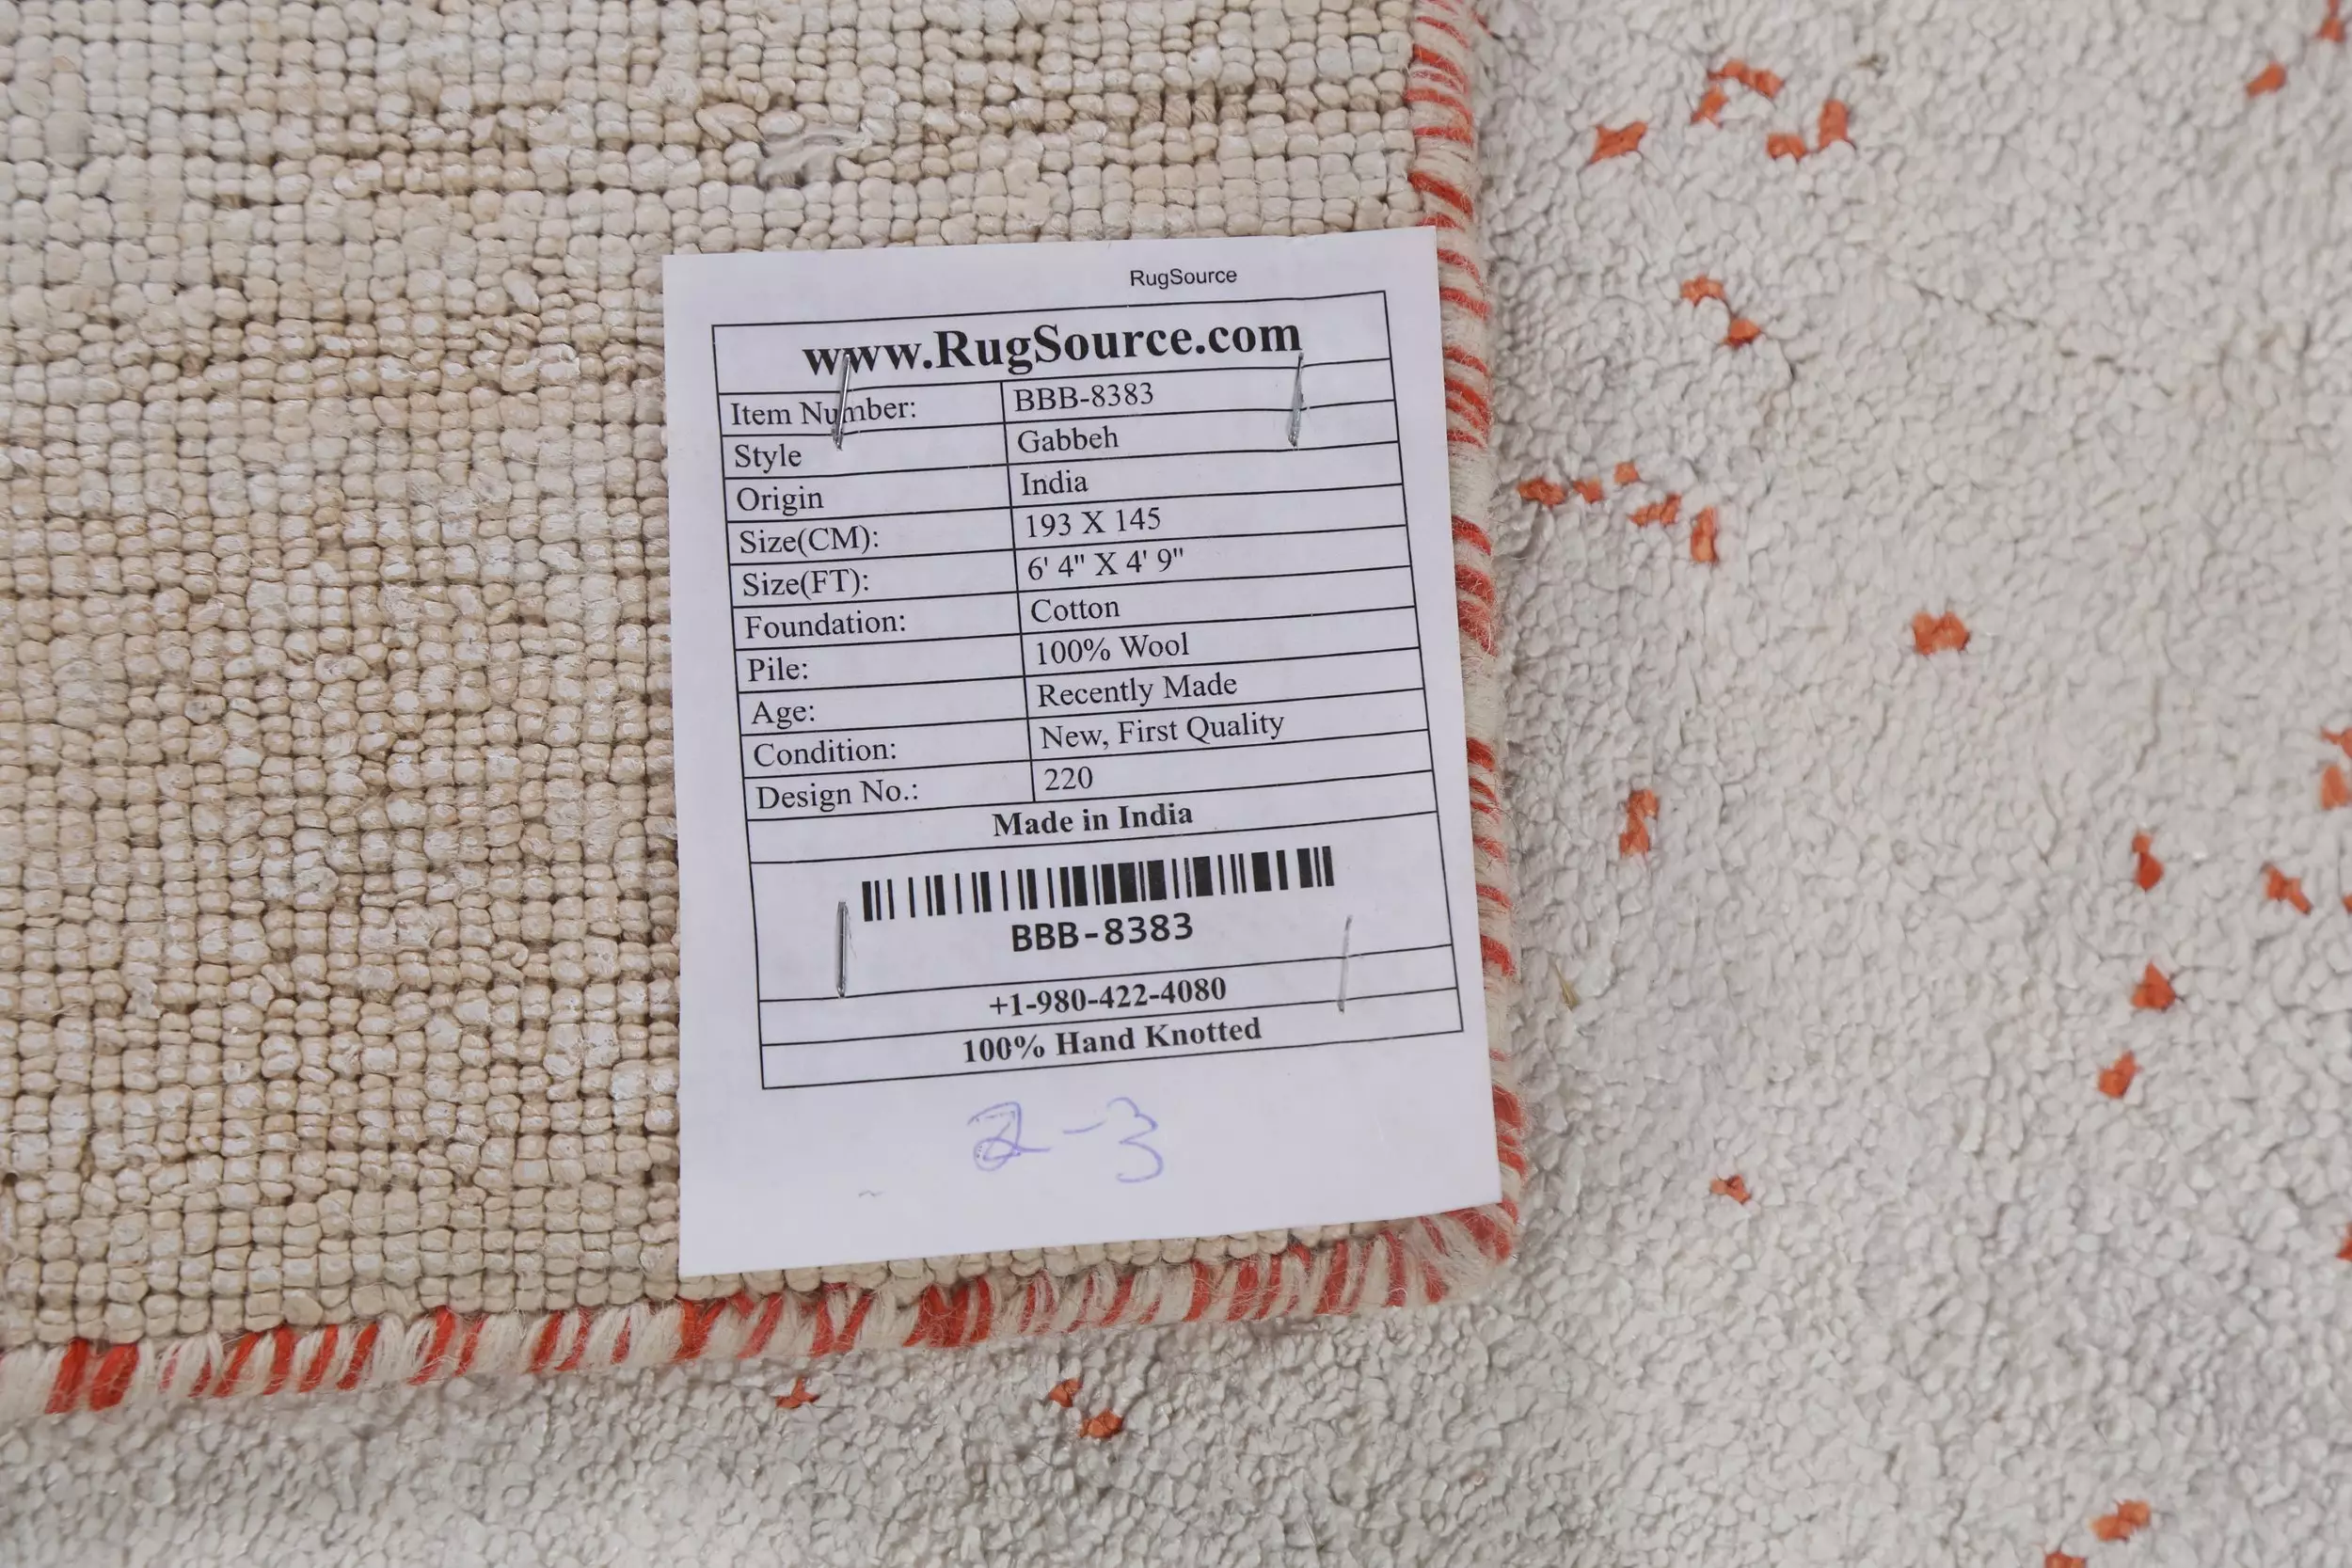 RugSource
www.RugSource.com
Item Number: BBB-8383
Style Gabbeh
Origin India
Size(CM): 193 X 145
Size(FT): 6' 4" X 4' 9"
Foundation: Cotton
Pile: 100% Wool
Age: Recently Made
Condition: New, First Quality
Design No.: 220
Made in India
BBB-8383
+1-980-422-4080
100% Hand Knotted
2-3